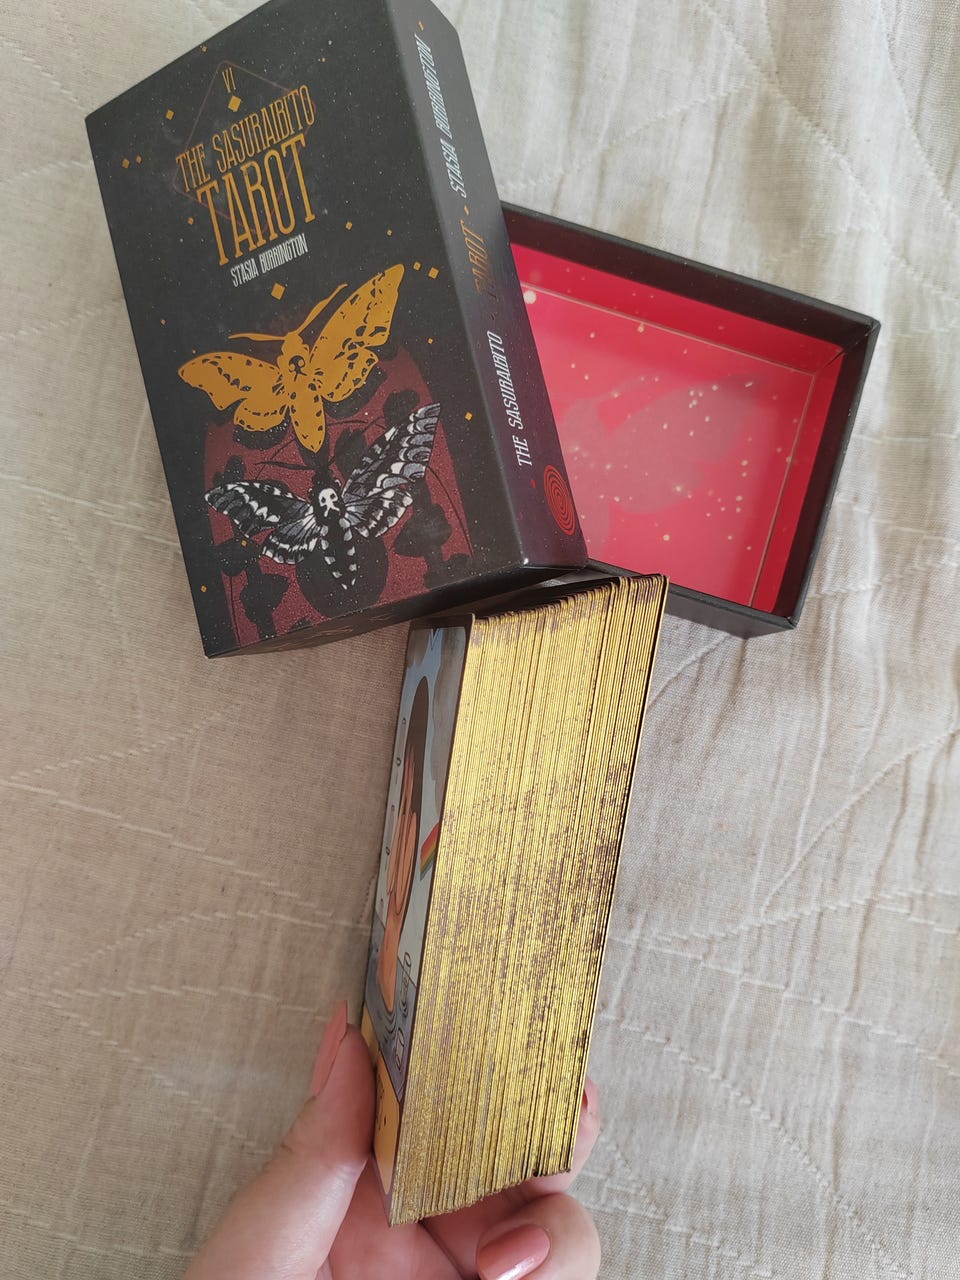 VI
THE SASURAIBITO
TAROT
STASIA BURRINGTON
THE SASURAIBITO • TAROT • STASIA BURRINGTON •